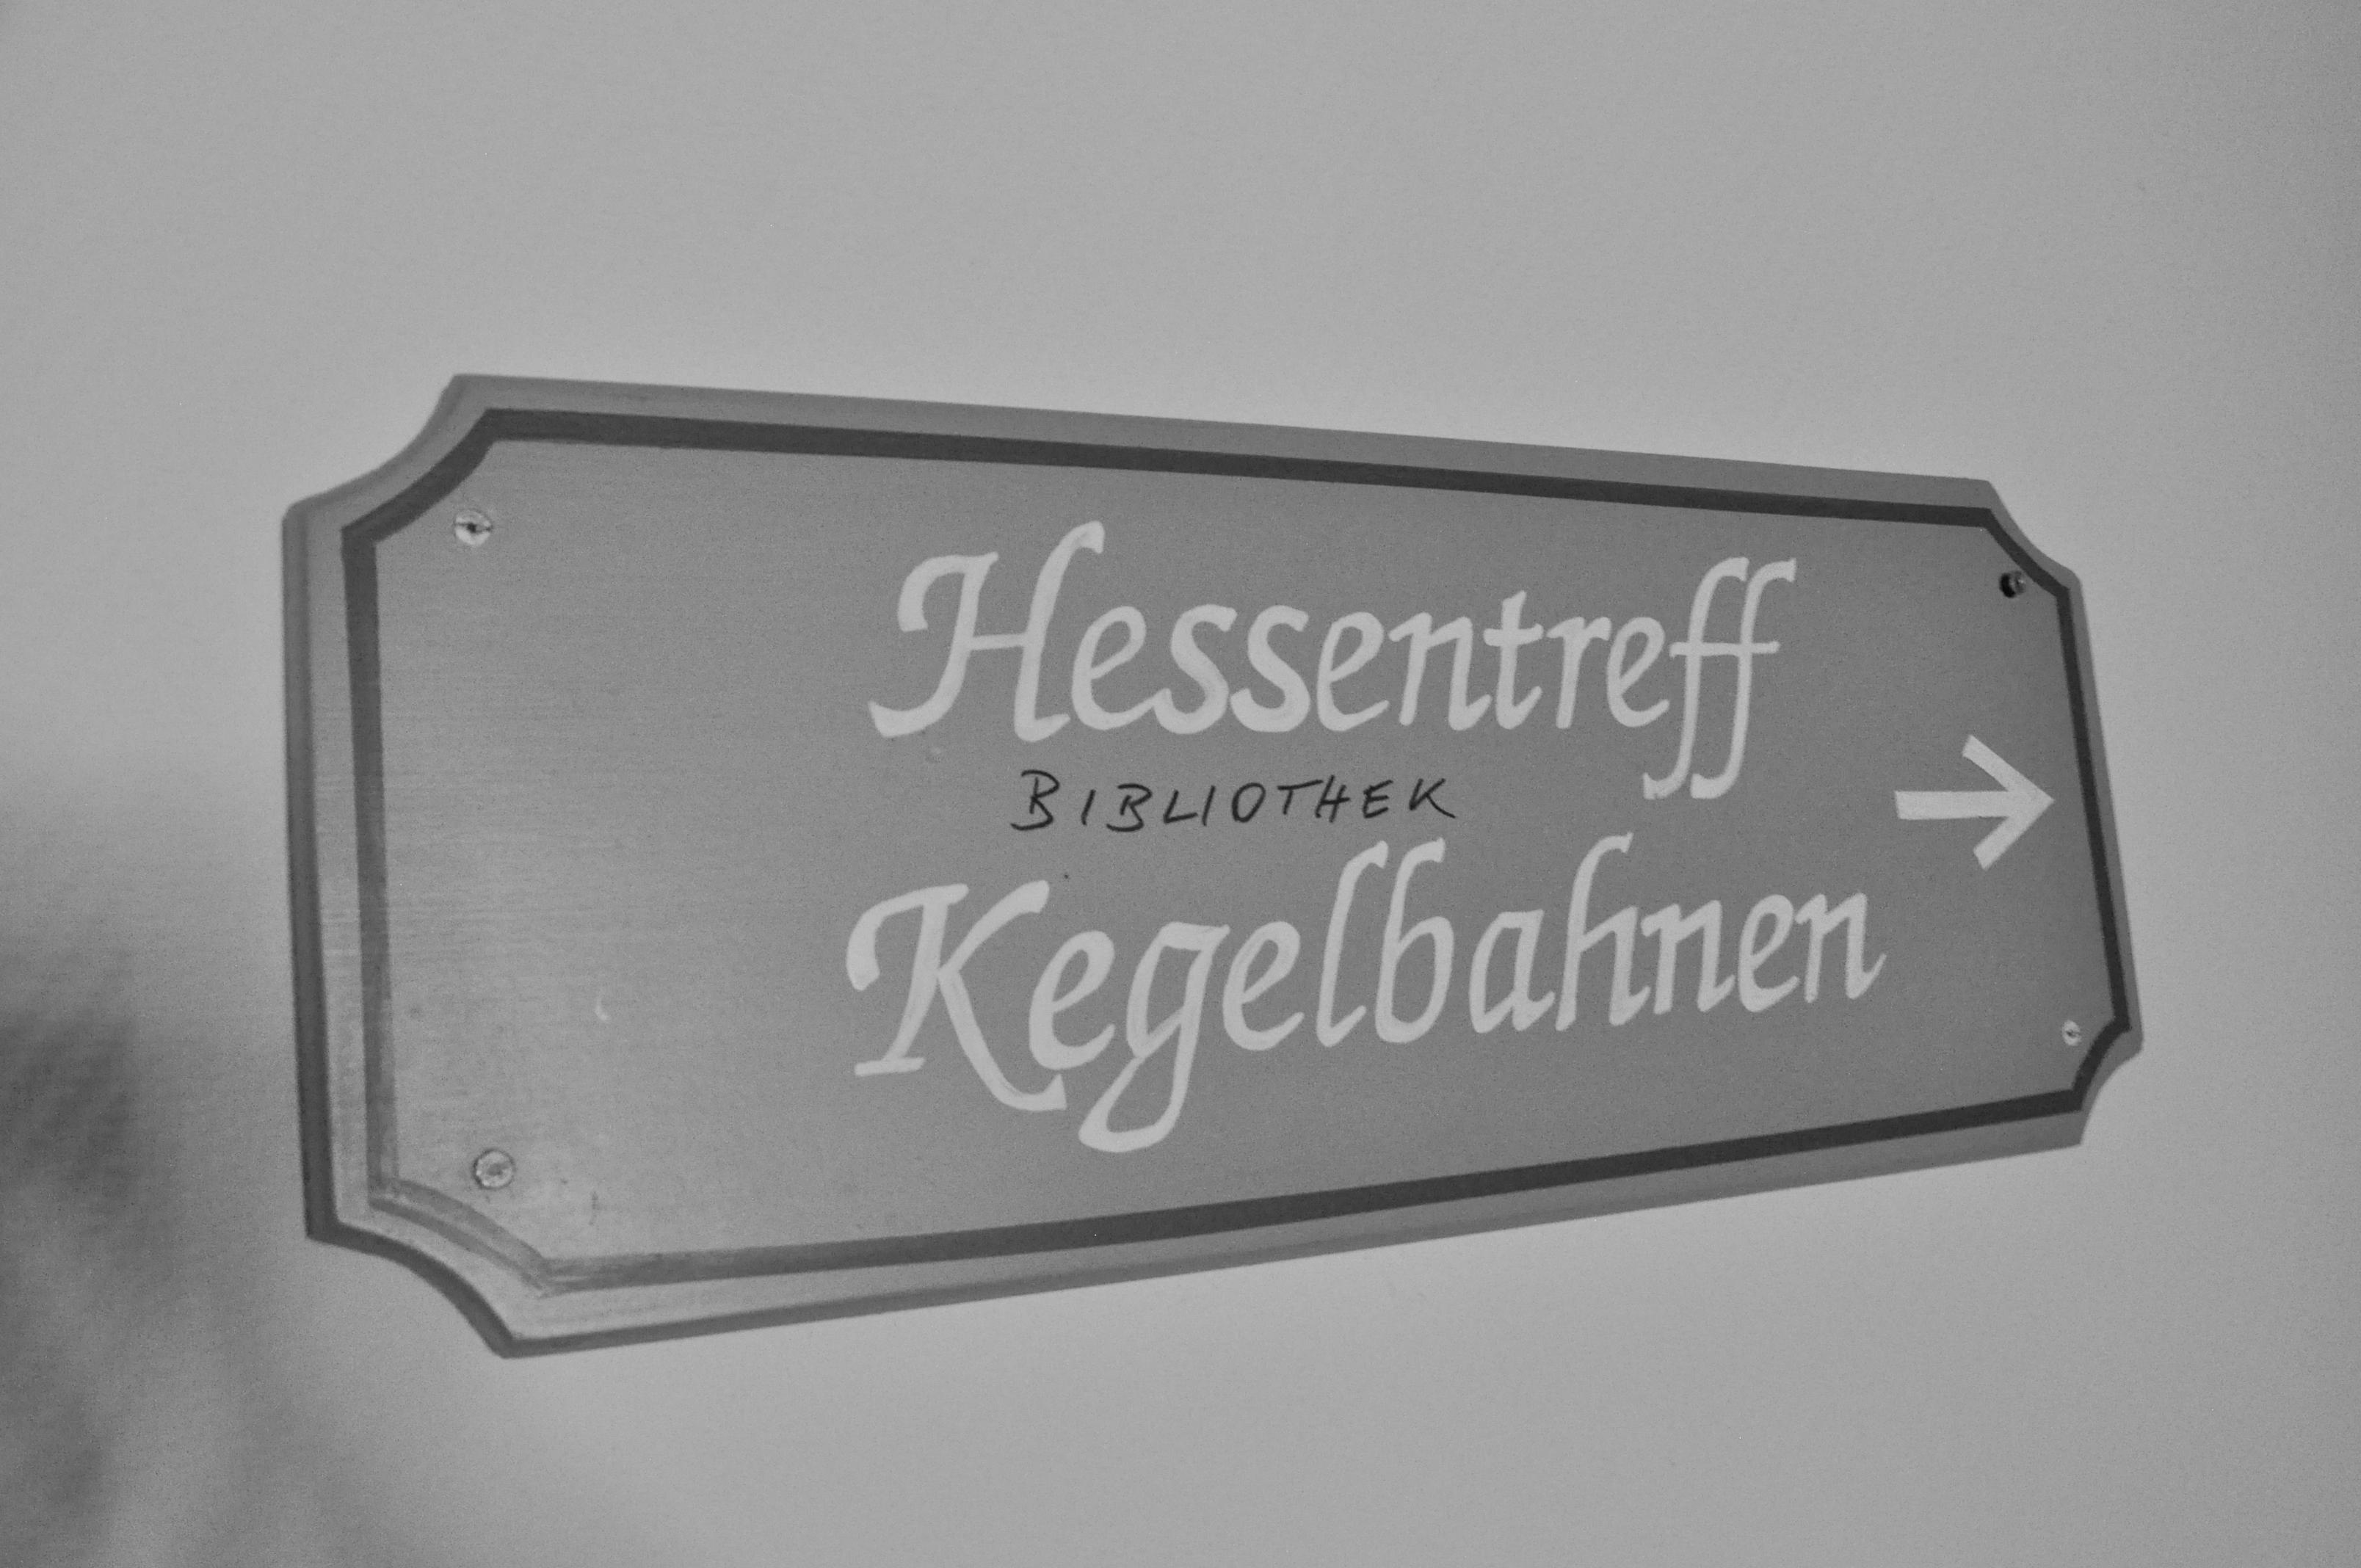 Hessentreff
BIBLIOTHEK
→
Kegelbahnen